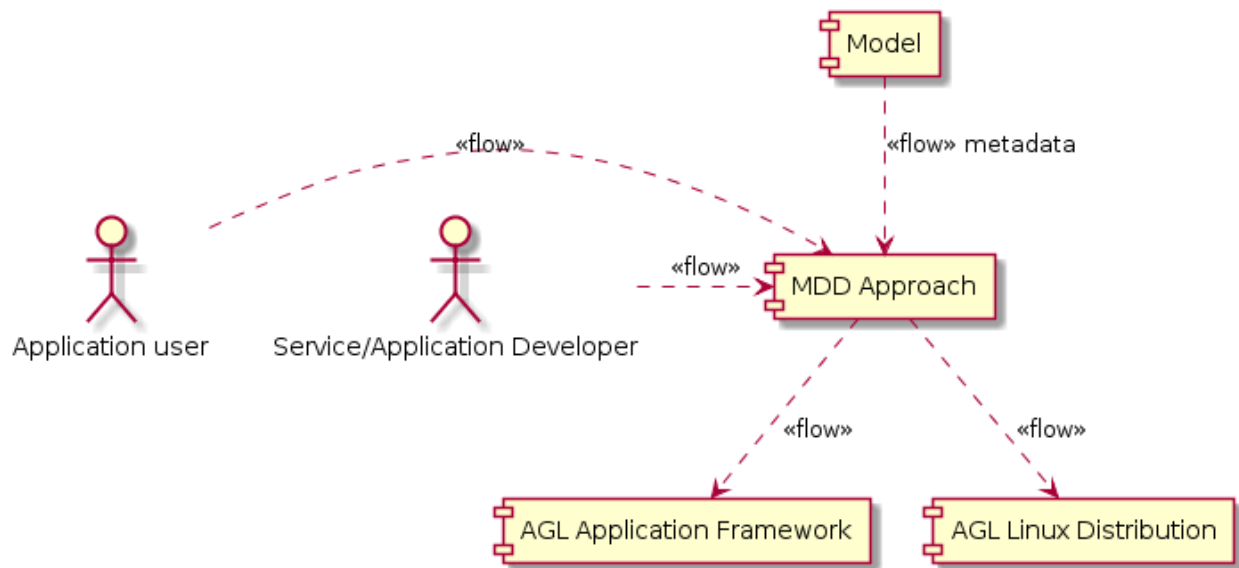 Model
«flow»
«flow» metadata
«flow»
MDD Approach
Application user
Service/Application Developer
«flow»
«flow»
AGL Application Framework
AGL Linux Distribution